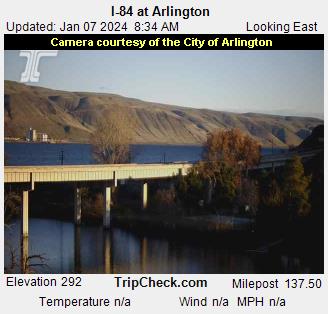 I-84 at Arlington
Updated: Jan 07 2024 8:34 AM Looking East
Camera courtesy of the City of Arlington
Elevation 292 TripCheck.com Milepost 137.50
Temperature n/a Wind n/a MPH n/a